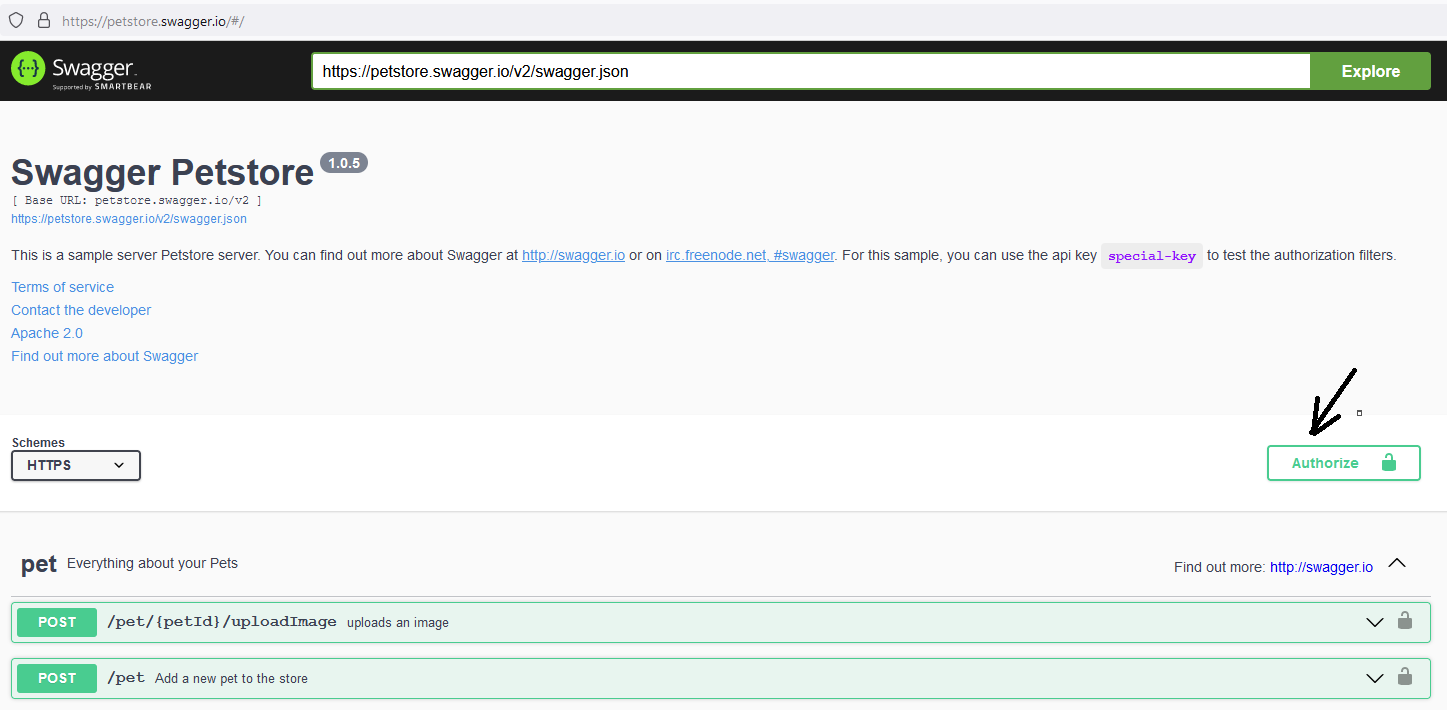 https://petstore.swagger.io/#/
{··} Swagger
Supported by SMARTBEAR
https://petstore.swagger.io/v2/swagger.json
Explore
Swagger Petstore 1.0.5
[ Base URL: petstore.swagger.io/v2 ]
https://petstore.swagger.io/v2/swagger.json
This is a sample server Petstore server. You can find out more about Swagger at http://swagger.io or on irc.freenode.net, #swagger. For this sample, you can use the api key special-key to test the authorization filters.
Terms of service
Contact the developer
Apache 2.0
Find out more about Swagger
Schemes
HTTPS
Authorize
pet Everything about your Pets
Find out more: http://swagger.io
POST /pet/{petId}/uploadImage uploads an image
POST /pet Add a new pet to the store